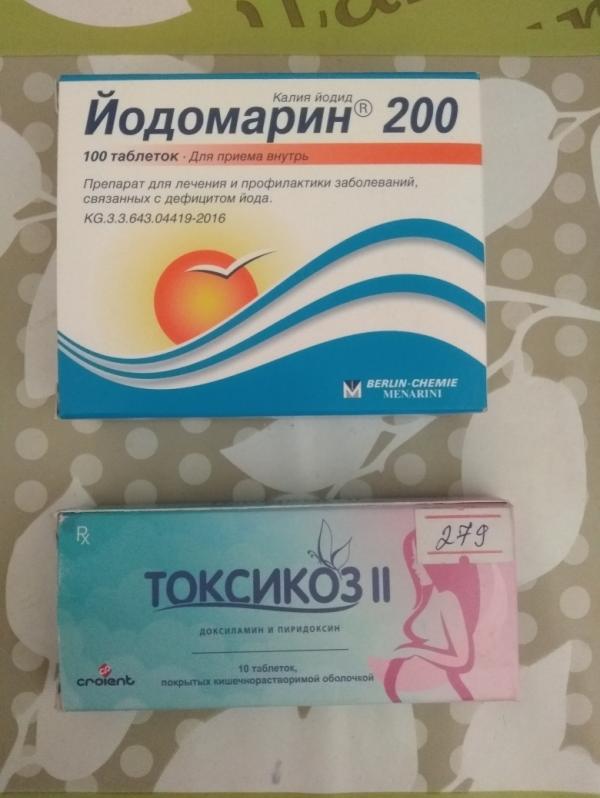 Калия йодид
Йодомарин® 200
100 таблеток · Для приема внутрь
Препарат для лечения и профилактики заболеваний,
связанных с дефицитом йода.
KG.3.3.643.04419-2016
BERLIN-CHEMIE
MENARINI
Rx
279
ТОКСИКОЗ II
ДОКСИЛАМИН И ПИРИДОКСИН
10 таблеток,
покрытых кишечнорастворимой оболочкой
croient